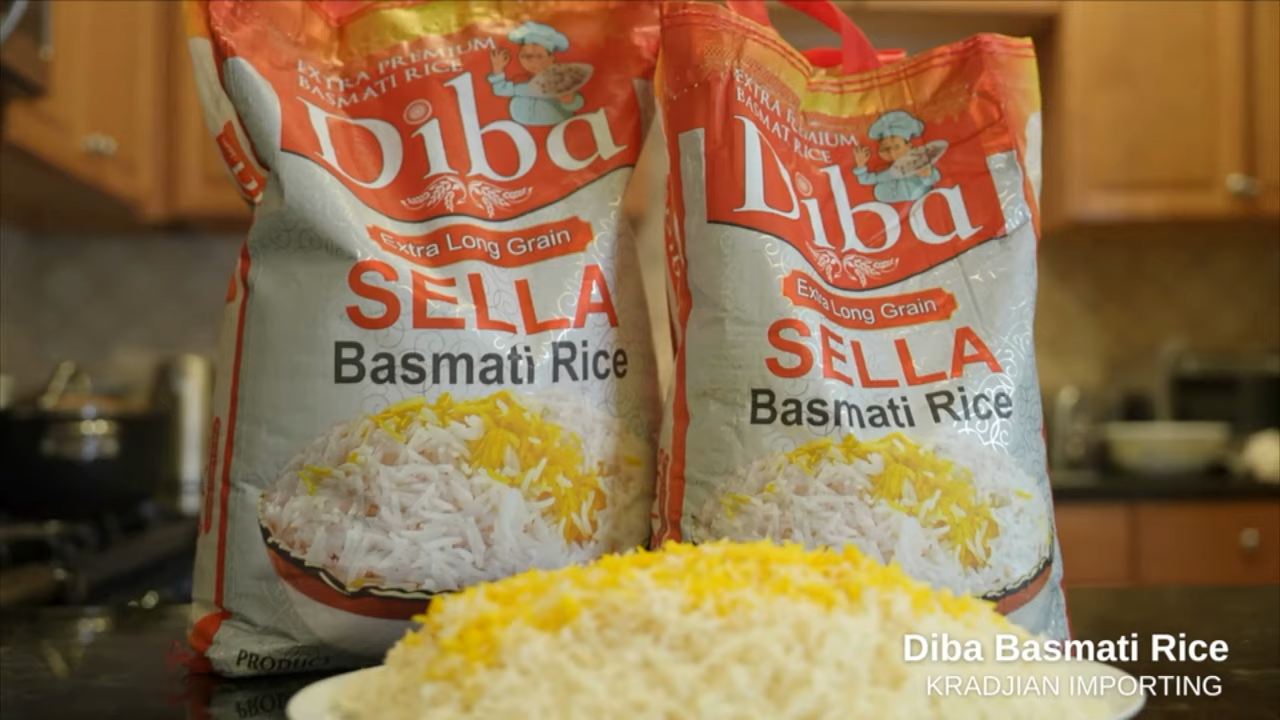 EXTRA PREMIUM
BASMATI RICE
Diba
Extra Long Grain
SELLA
Basmati Rice
PRODUCT
EXTRA PREMIUM
BASMATI RICE
Diba
Extra Long Grain
SELLA
Basmati Rice
Diba Basmati Rice
KRADJIAN IMPORTING